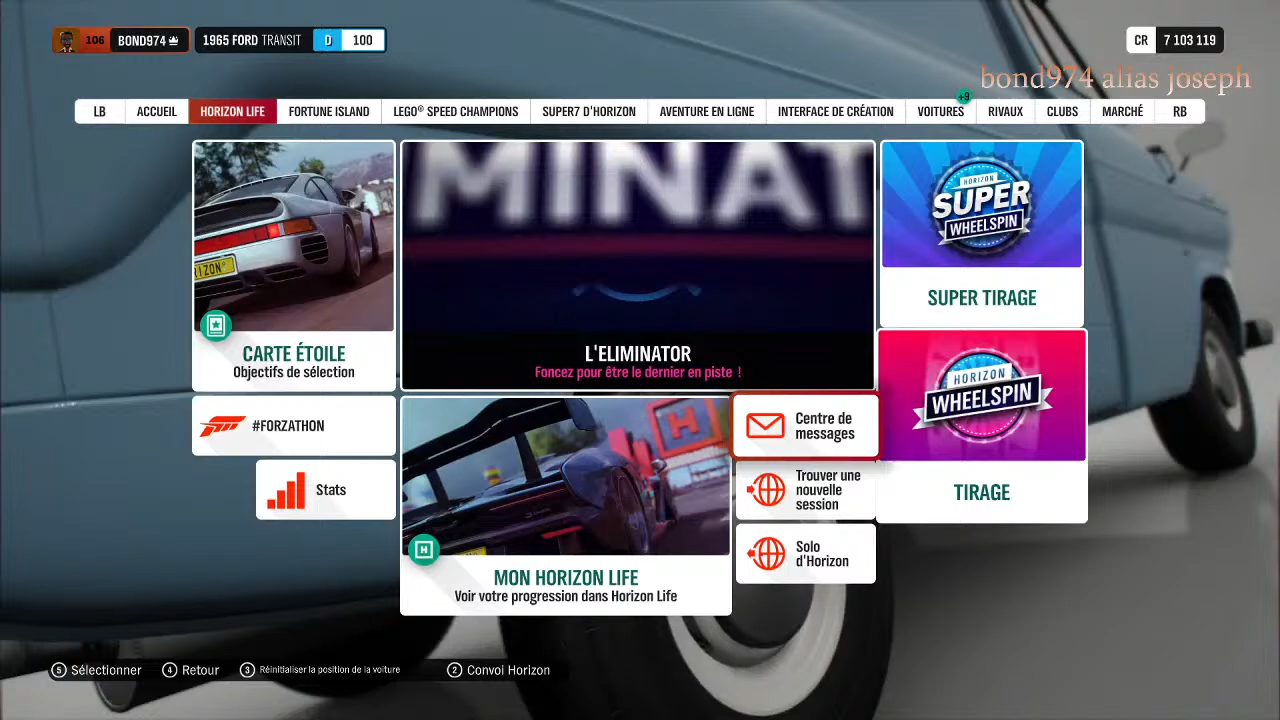 106 BOND974 1965 FORD TRANSIT D 100
CR 7 103 119
bond974 alias joseph
+9
LB ACCUEIL HORIZON LIFE FORTUNE ISLAND LEGO® SPEED CHAMPIONS SUPER7 D'HORIZON AVENTURE EN LIGNE INTERFACE DE CRÉATION VOITURES RIVAUX CLUBS MARCHÉ RB
MINAT
HORIZON
SUPER
WHEELSPIN
SUPER TIRAGE
CARTE ÉTOILE
Objectifs de sélection
L'ELIMINATOR
Foncez pour être le dernier en piste !
HORIZON
WHEELSPIN
TIRAGE
#FORZATHON
Stats
H
MON HORIZON LIFE
Voir votre progression dans Horizon Life
Centre de
messages
Trouver une
nouvelle
session
Solo
d'Horizon
5 Sélectionner 4 Retour 3 Réinitialiser la position de la voiture 2 Convoi Horizon